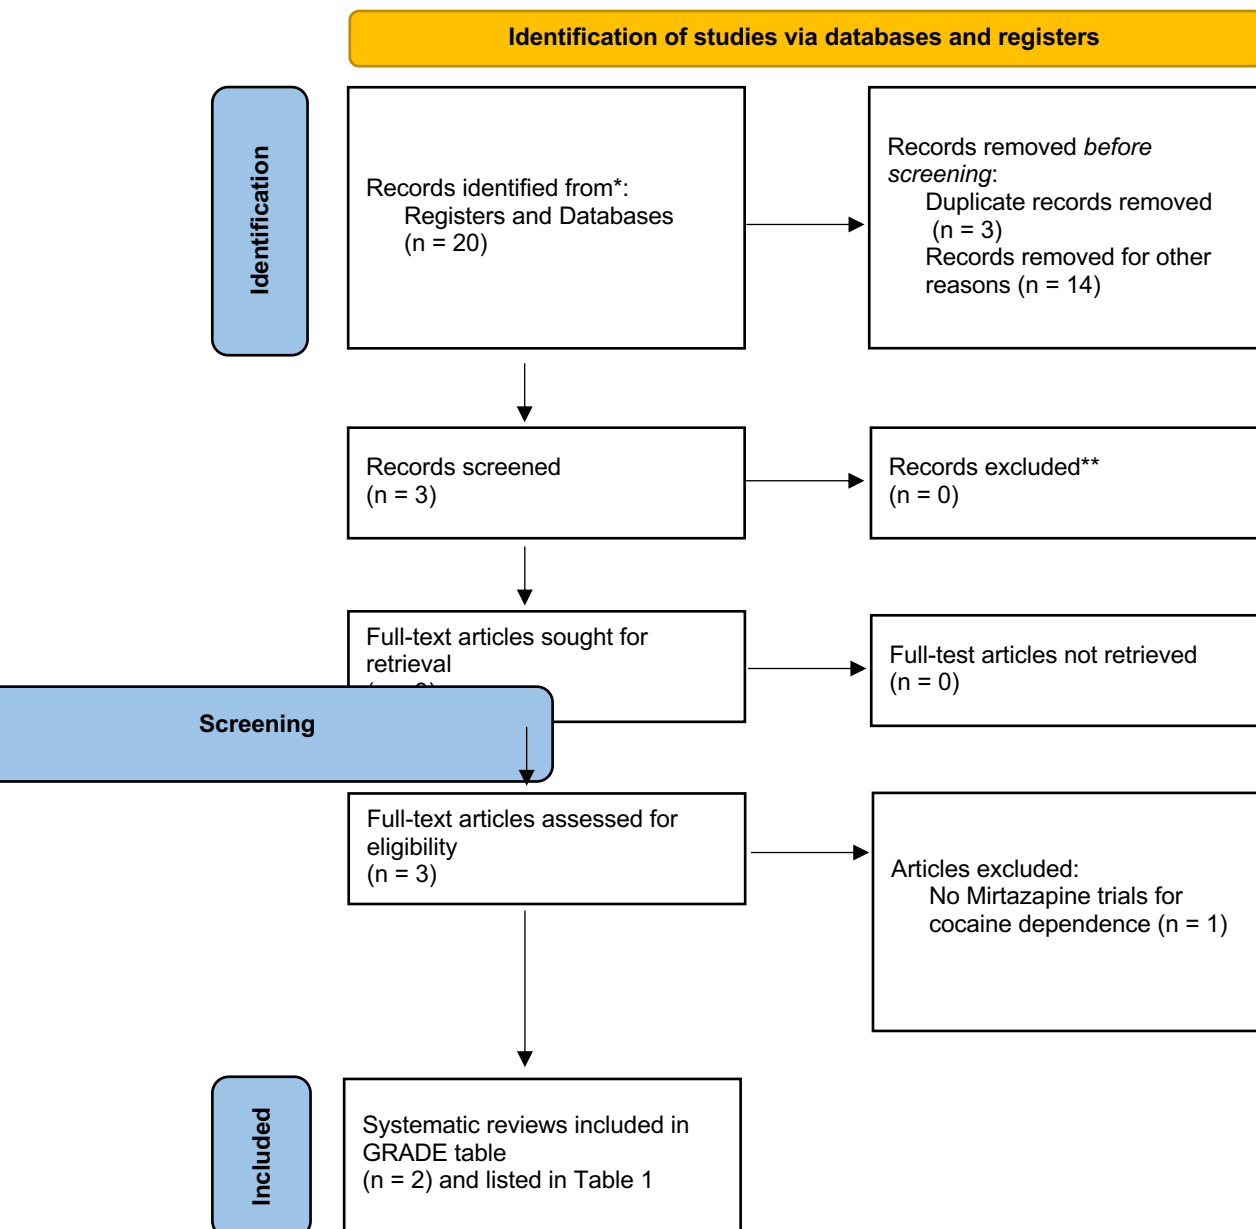 Identification of studies via databases and registers
Identification
Records identified from*:
Registers and Databases
(n = 20)
Records removed before
screening:
Duplicate records removed
(n = 3)
Records removed for other
reasons (n = 14)
Records screened
(n = 3)
Records excluded**
(n = 0)
Full-text articles sought for
retrieval
Full-test articles not retrieved
(n = 0)
Screening
Full-text articles assessed for
eligibility
(n = 3)
Articles excluded:
No Mirtazapine trials for
cocaine dependence (n = 1)
Included
Systematic reviews included in
GRADE table
(n = 2) and listed in Table 1